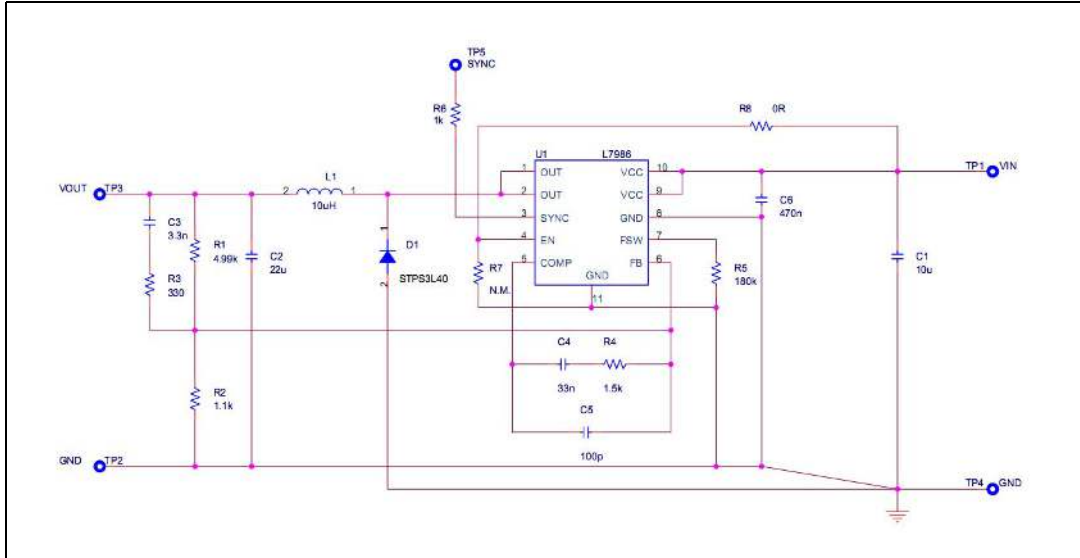 TP5
SYNC
R6
1k
R8 0R
U1 L7986
1 OUT VCC 10
2 OUT VCC 9
3 SYNC GND 8
4 EN FSW 7
5 COMP FB 6
GND
11
TP1 VIN
VOUT TP3
L1
2 1
10uH
C6
470n
C3
3.3n
R1
4.99k
C2
22u
1
D1
2
STPS3L40
R7
N.M.
R5
180k
C1
10u
R3
330
C4 R4
33n 1.5k
R2
1.1k
C5
100p
GND TP2
TP4 GND